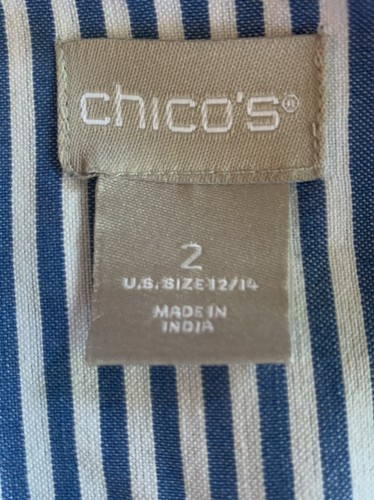 chico's®
2
U.S. SIZE 12/14
MADE IN
INDIA